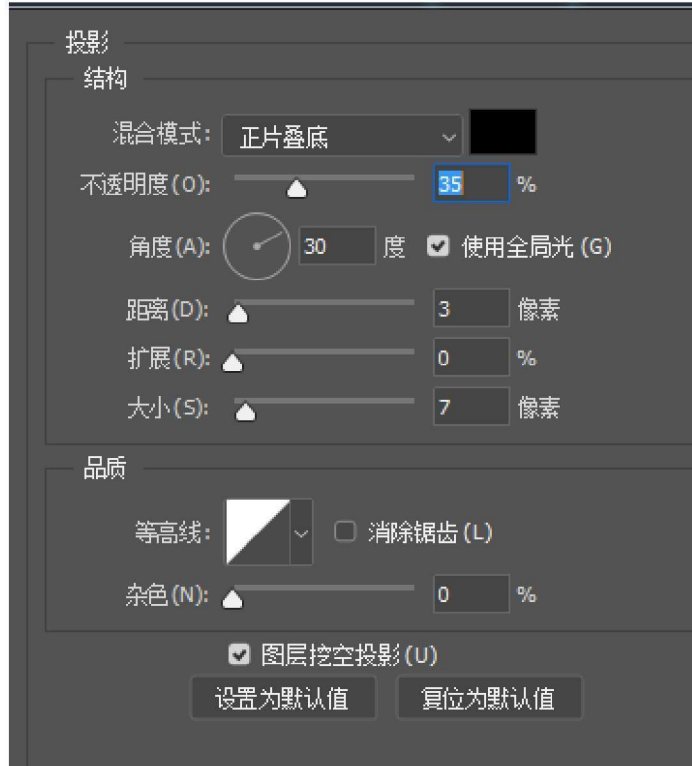 投影
结构
混合模式: 正片叠底
不透明度(O): 35 %
角度(A): 30 度 使用全局光 (G)
距离(D): 3 像素
扩展(R): 0 %
大小(S): 7 像素
品质
等高线: 消除锯齿 (L)
杂色(N): 0 %
图层挖空投影(U)
设置为默认值 复位为默认值